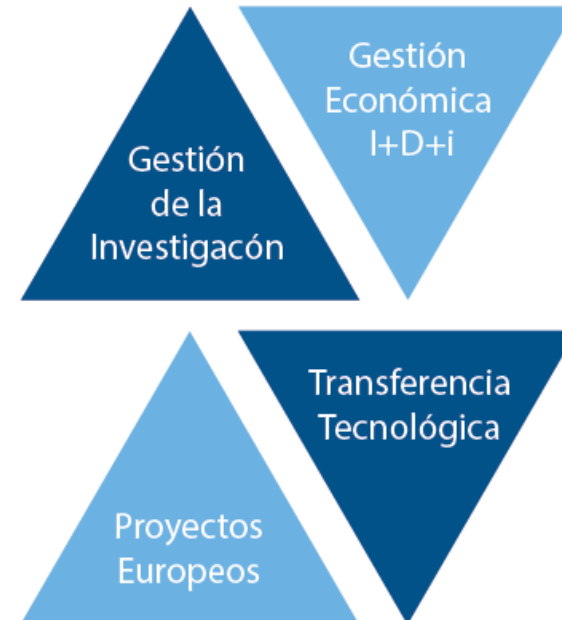 Gestión
de la
Investigacón
Gestión
Económica
I+D+i
Proyectos
Europeos
Transferencia
Tecnológica